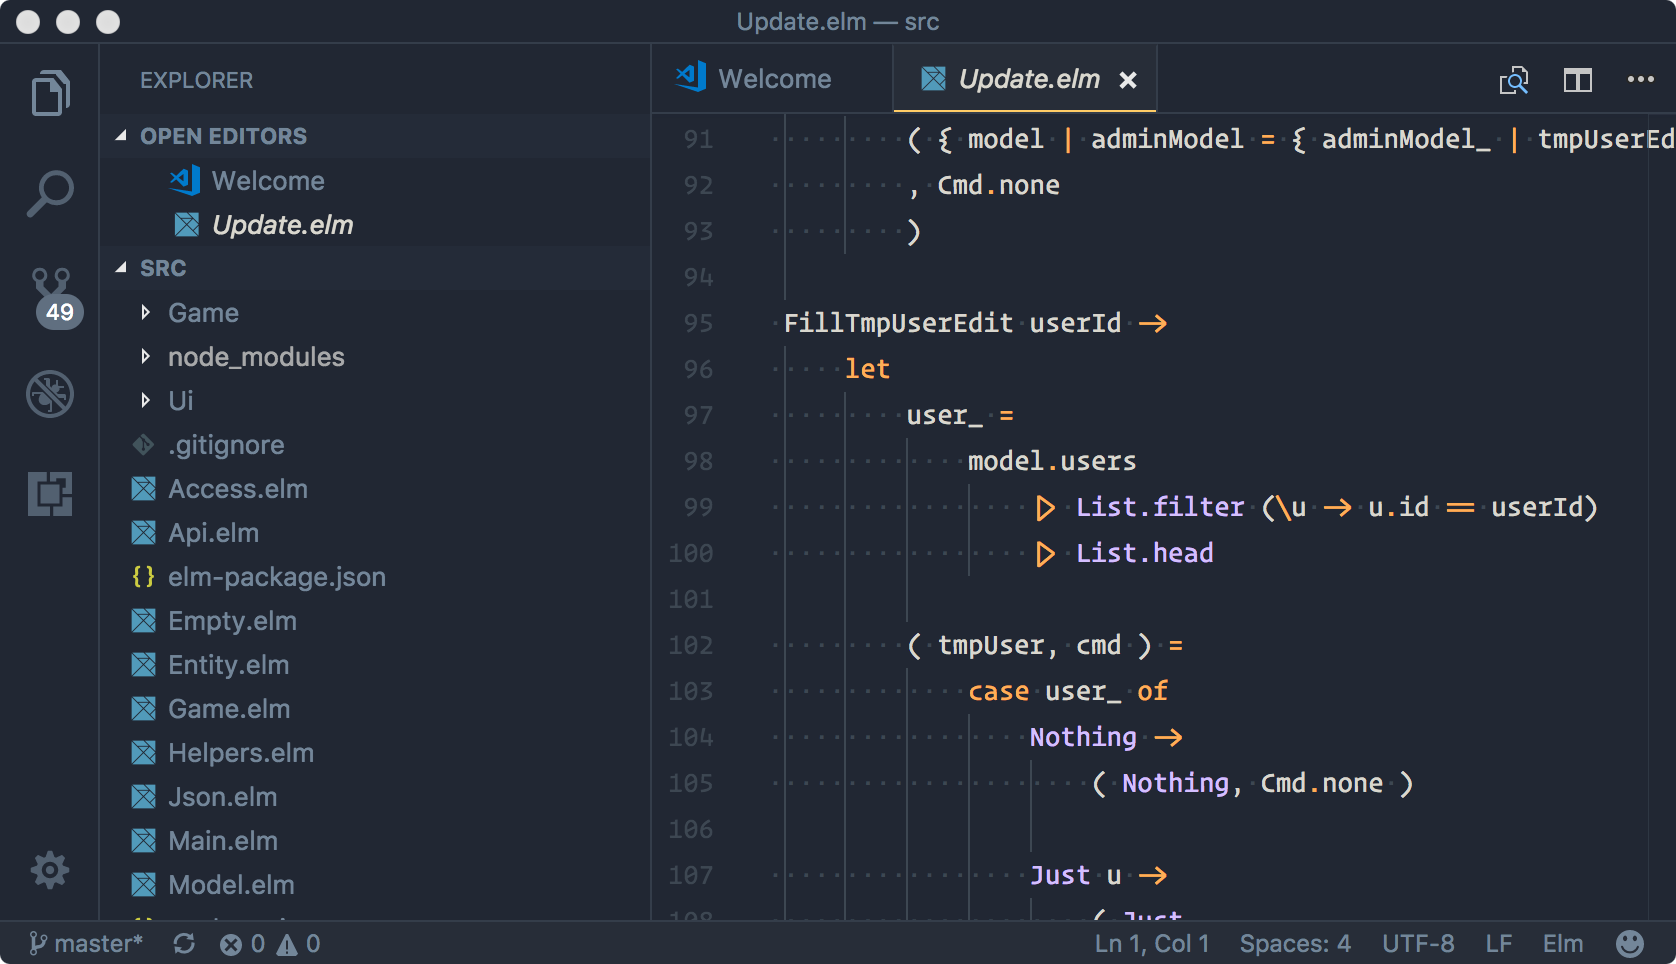 Update.elm — src
EXPLORER
OPEN EDITORS
Welcome
Update.elm
SRC
Game
node_modules
Ui
.gitignore
Access.elm
Api.elm
{} elm-package.json
Empty.elm
Entity.elm
Game.elm
Helpers.elm
Json.elm
Main.elm
Model.elm
49
Welcome
Update.elm ×
91 ( { model | adminModel = { adminModel_ | tmpUserEd
92 , Cmd.none
93 )
94
95 FillTmpUserEdit userId ->
96 let
97 user_ =
98 model.users
99 |> List.filter (\u -> u.id == userId)
100 |> List.head
101
102 ( tmpUser, cmd ) =
103 case user_ of
104 Nothing ->
105 ( Nothing, Cmd.none )
106
107 Just u ->
108 ( Just
master* 0 0
Ln 1, Col 1 Spaces: 4 UTF-8 LF Elm